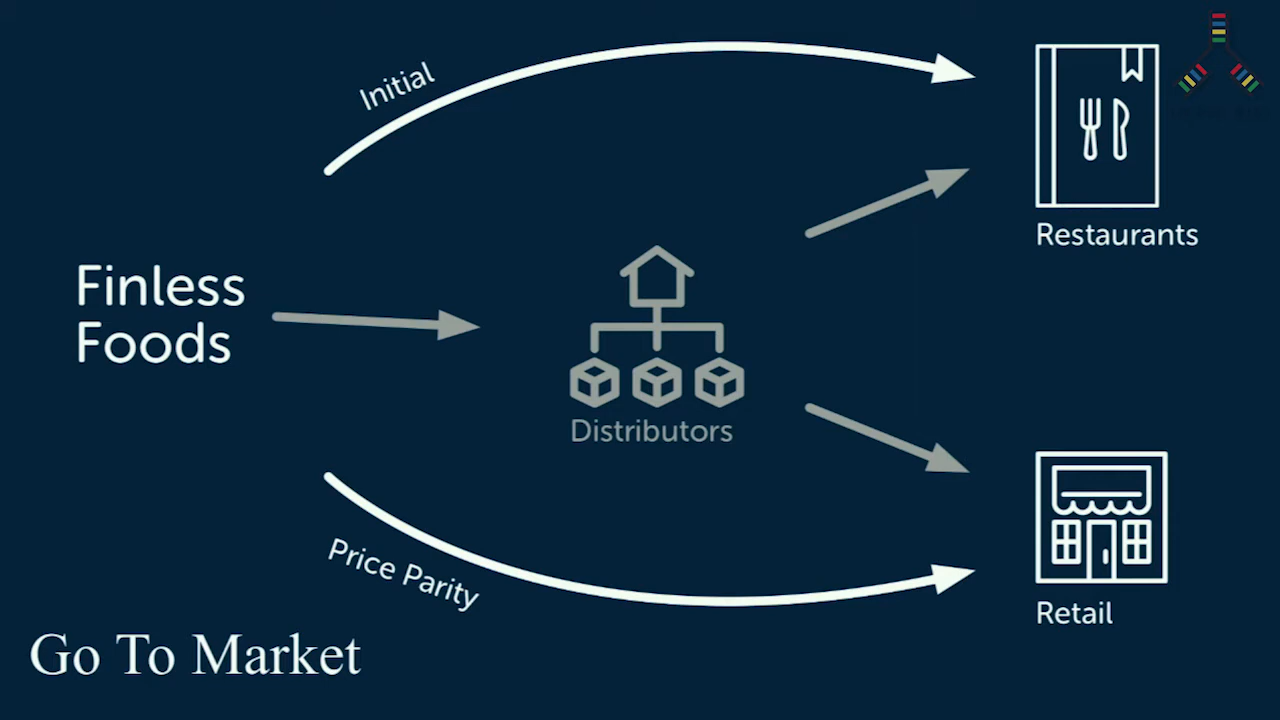 Initial
Restaurants
Finless
Foods
Distributors
Price Parity
Retail
Go To Market